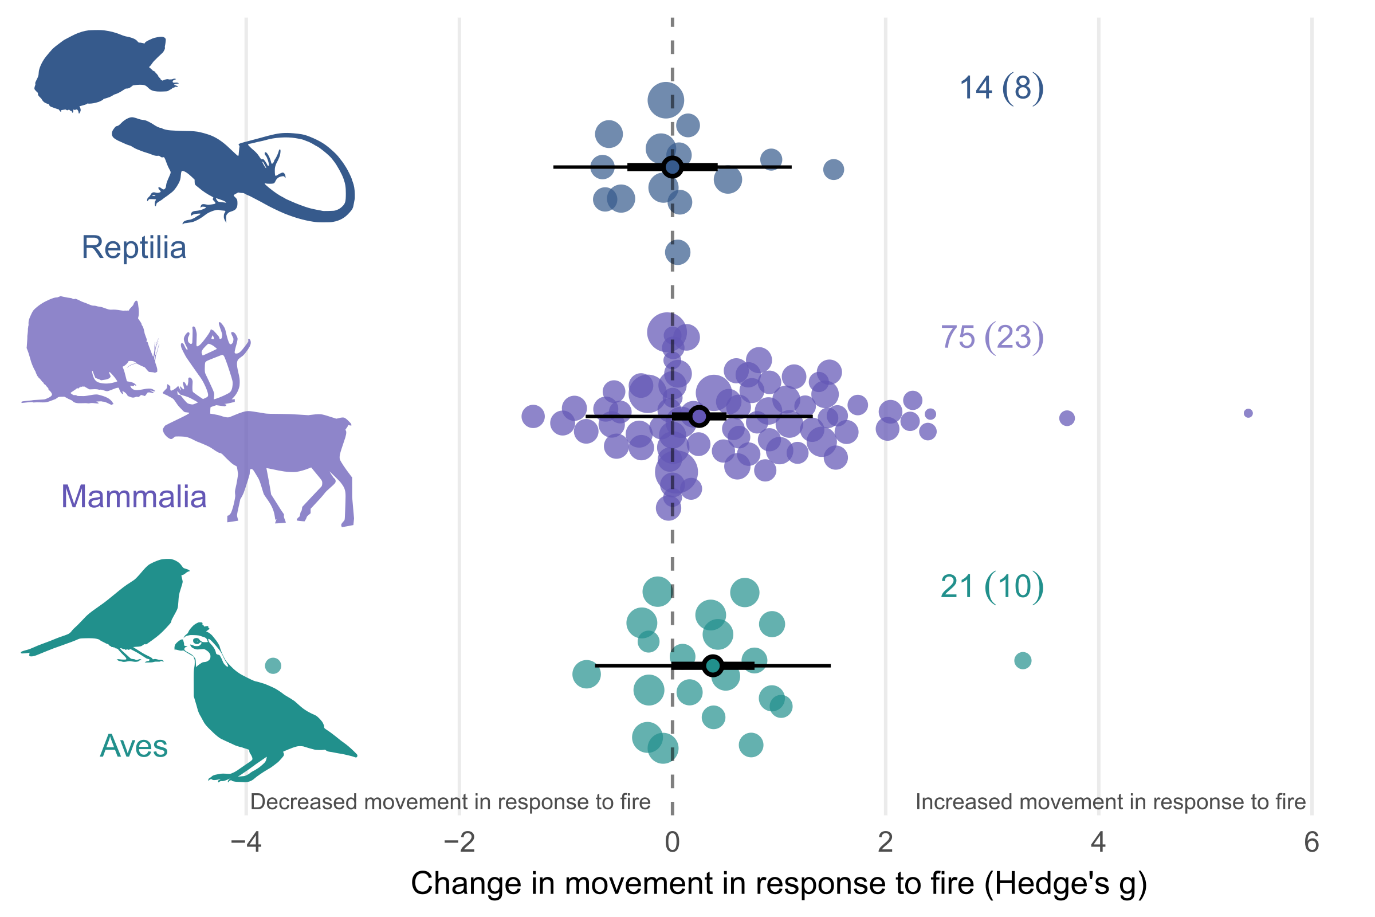 14 (8)
Reptilia
75 (23)
Mammalia
21 (10)
Aves
Decreased movement in response to fire
Increased movement in response to fire
−4 −2 0 2 4 6
Change in movement in response to fire (Hedge's g)